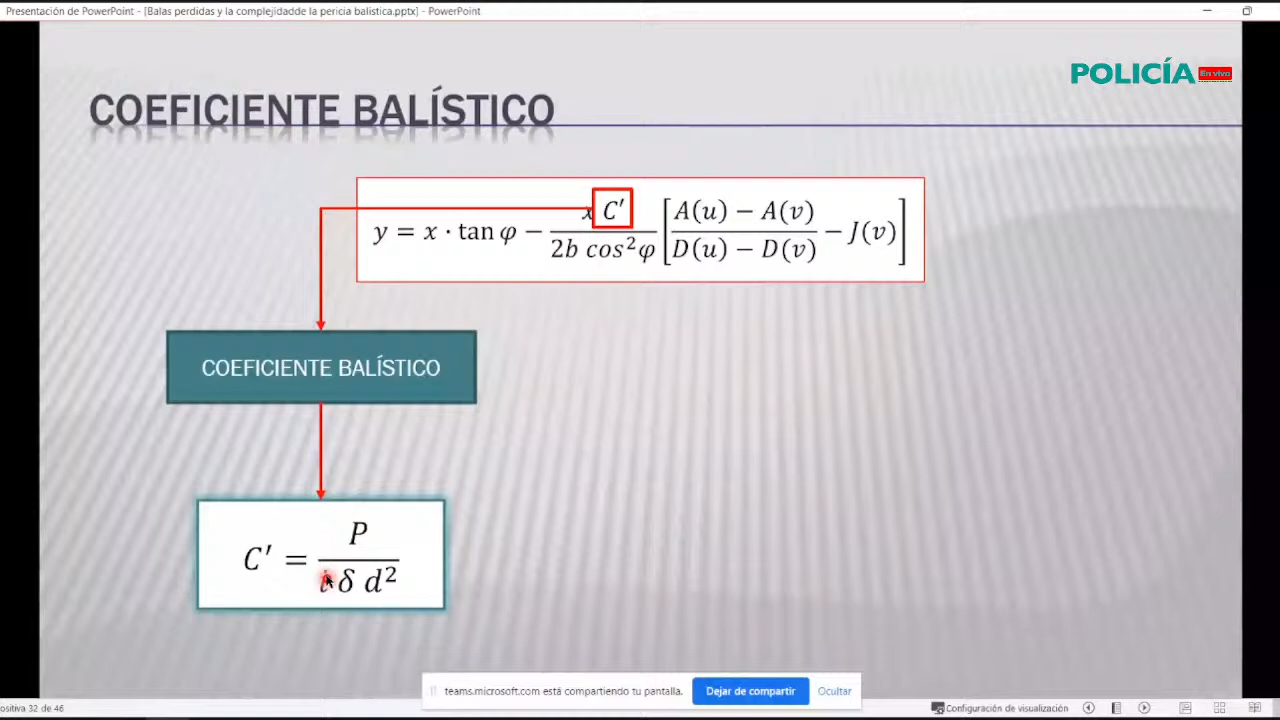 Presentación de PowerPoint - [Balas perdidas y la complejidadde la pericia balística.pptx] - PowerPoint
POLICÍA En vivo
COEFICIENTE BALÍSTICO
y = x · tan φ − x C′ / 2b cos²φ [ A(u) − A(v) / D(u) − D(v) − J(v) ]
COEFICIENTE BALÍSTICO
C′ = P / i δ d²
teams.microsoft.com está compartiendo tu pantalla. Dejar de compartir Ocultar
ositiva 32 de 46 Configuración de visualización